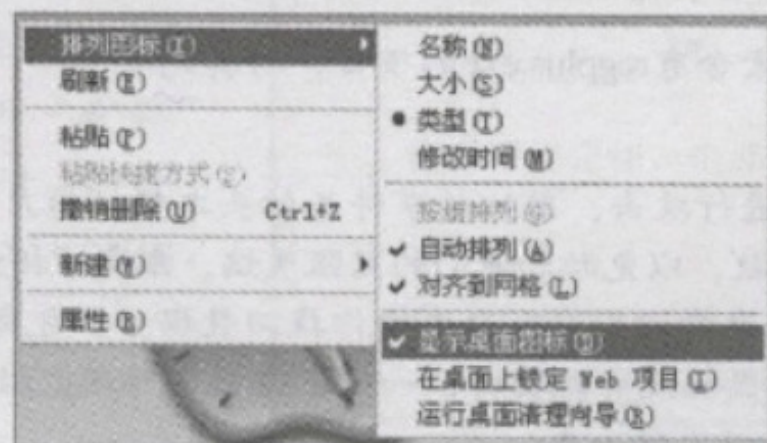 排列图标(I)
刷新(E)
粘贴(P)
粘贴快捷方式(S)
撤销删除(U) Ctrl+Z
新建(W)
属性(R)
名称(N)
大小(S)
类型(T)
修改时间(M)
按组排列(G)
自动排列(A)
对齐到网格(L)
显示桌面图标(D)
在桌面上锁定 Web 项目(I)
运行桌面清理向导(R)